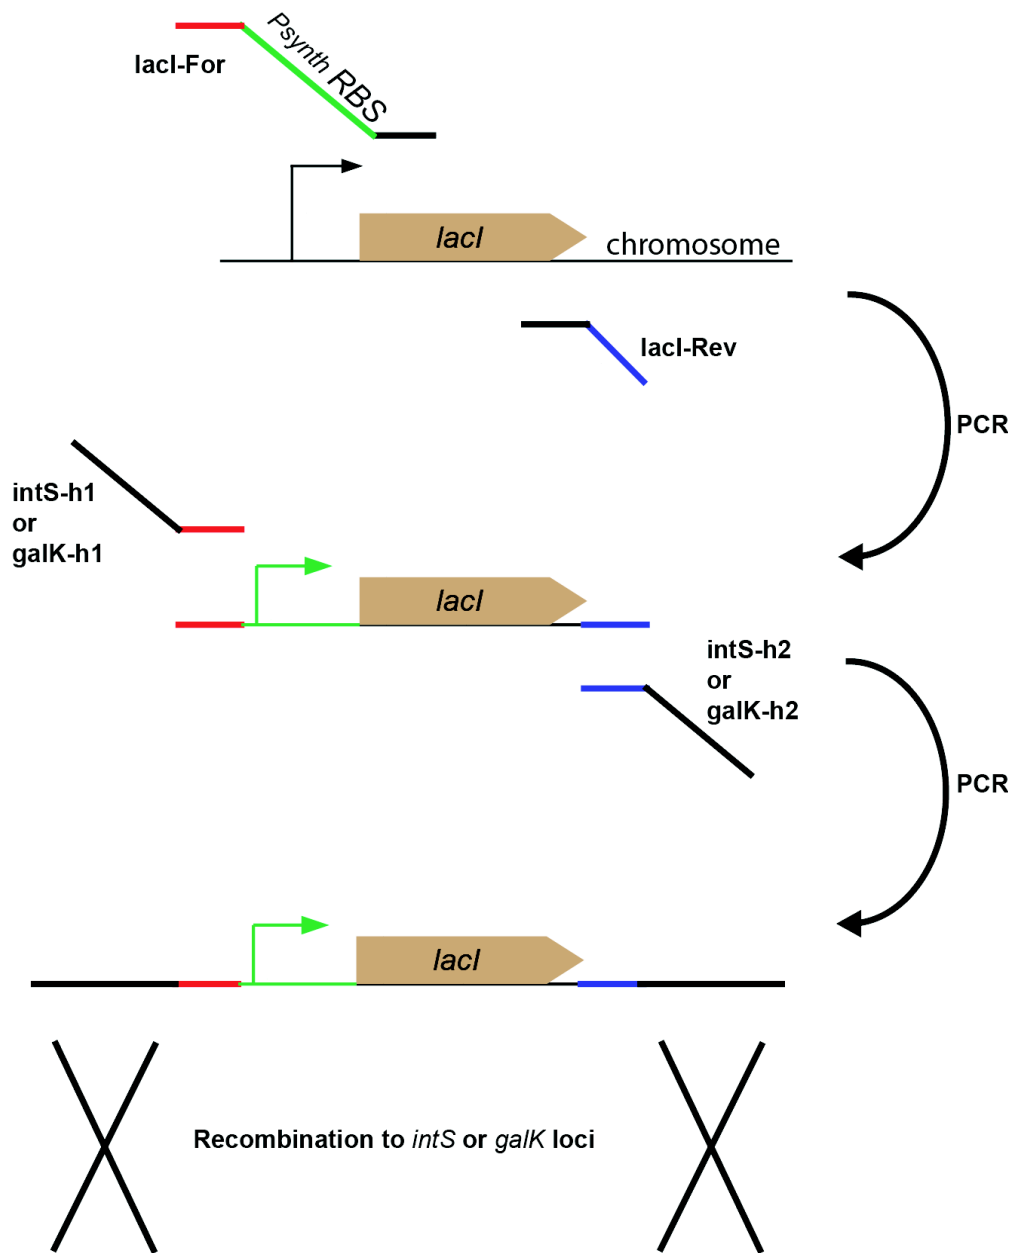 Psynth RBS
lacI-For
lacI
chromosome
lacI-Rev
PCR
intS-h1
or
galK-h1
lacI
intS-h2
or
galK-h2
PCR
lacI
Recombination to intS or galK loci